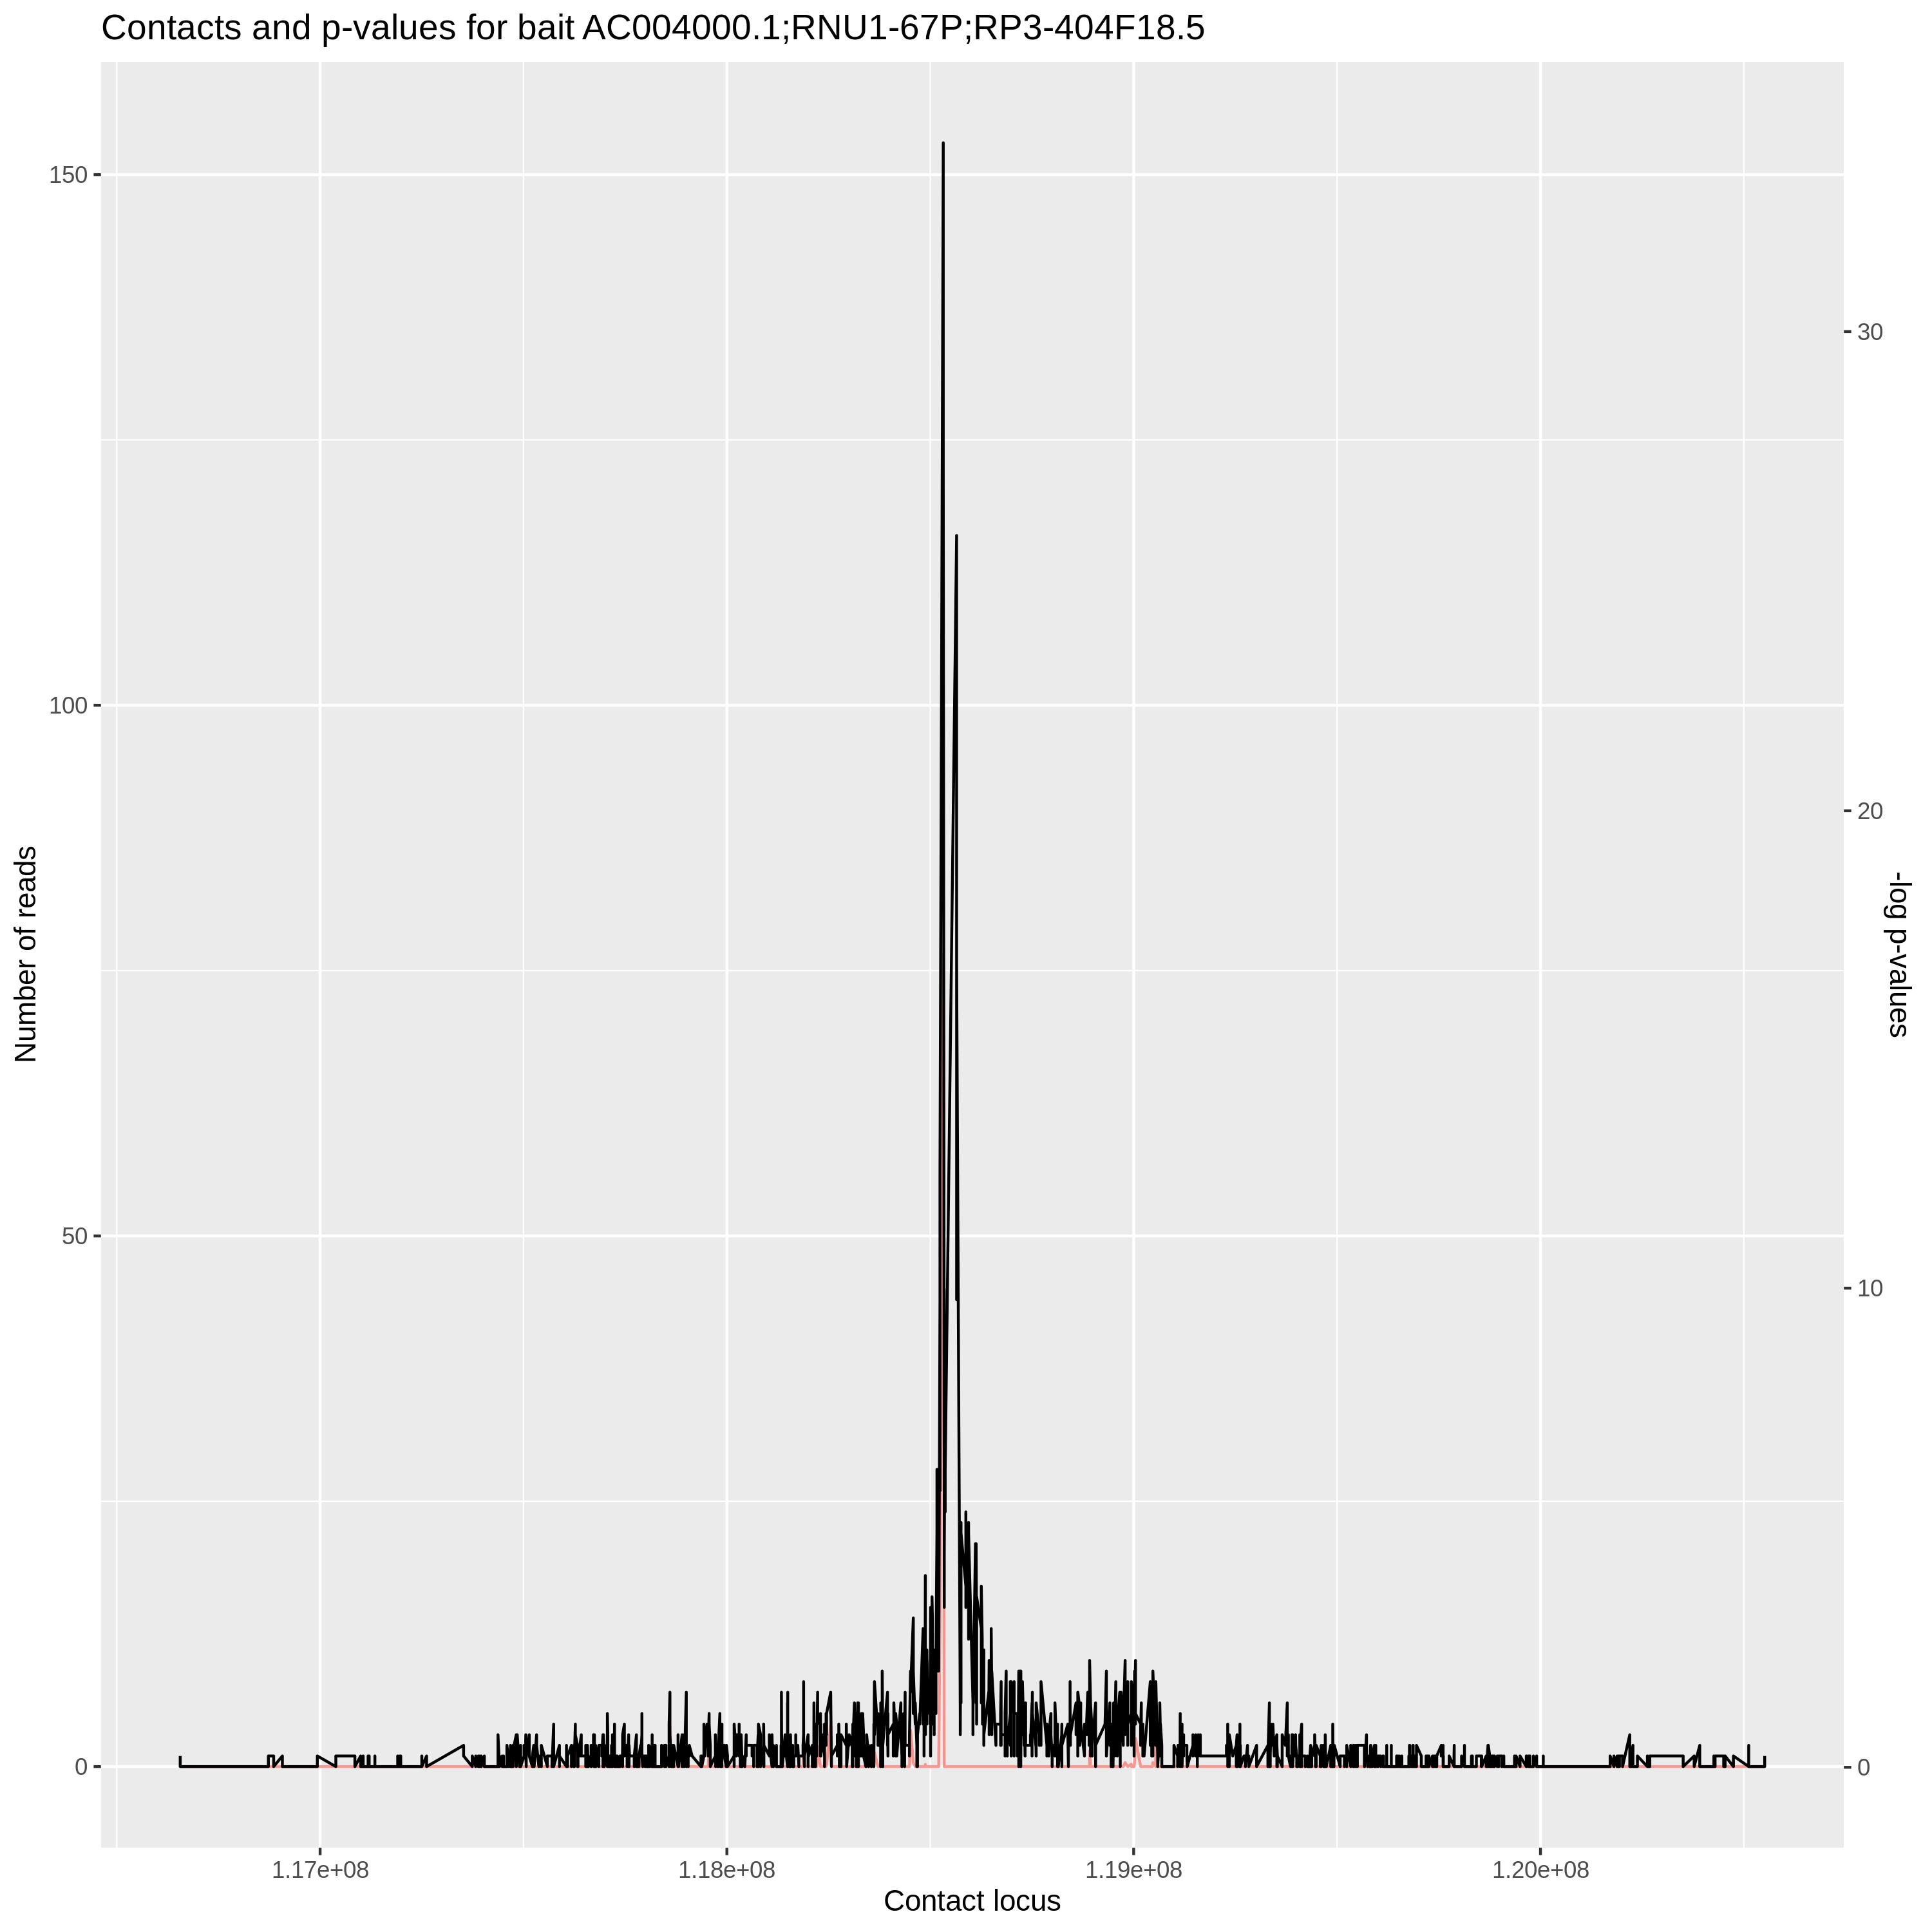 Contacts and p-values for bait AC004000.1;RNU1-67P;RP3-404F18.5
150
100
50
0
Number of reads
30
20
10
0
-log p-values
1.17e+08
1.18e+08
1.19e+08
1.20e+08
Contact locus